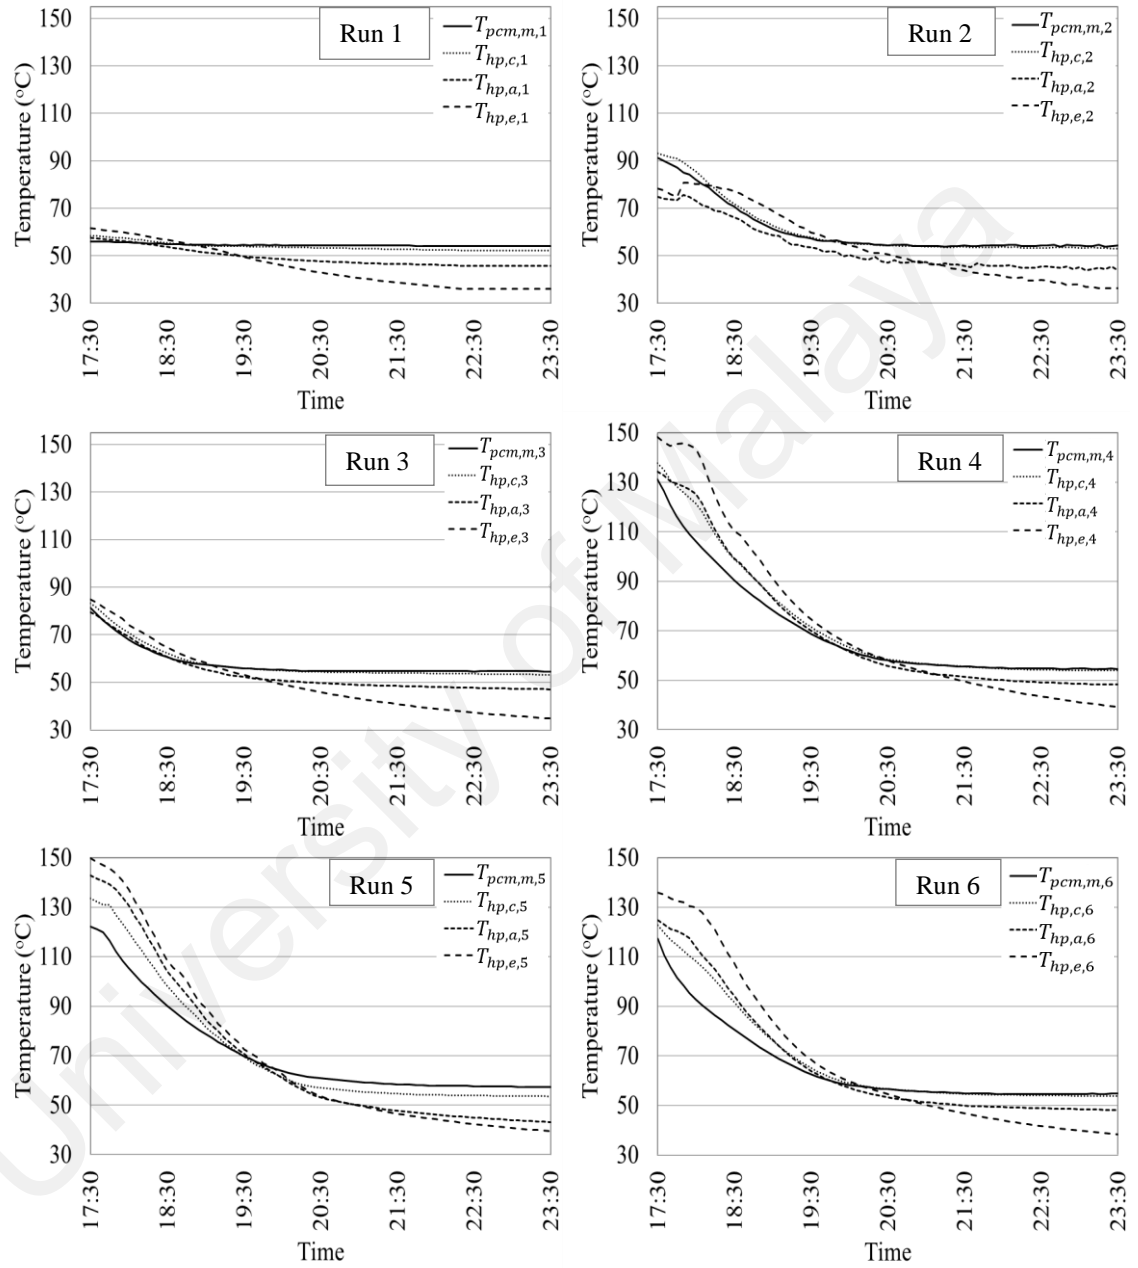 150
130
110
90
70
50
30
Temperature (°C)
Run 1
T_{pcm,m,1}
T_{hp,c,1}
T_{hp,a,1}
T_{hp,e,1}
17:30
18:30
19:30
20:30
21:30
22:30
23:30
Time
150
130
110
90
70
50
30
Temperature (°C)
Run 2
T_{pcm,m,2}
T_{hp,c,2}
T_{hp,a,2}
T_{hp,e,2}
17:30
18:30
19:30
20:30
21:30
22:30
23:30
Time
150
130
110
90
70
50
30
Temperature (°C)
Run 3
T_{pcm,m,3}
T_{hp,c,3}
T_{hp,a,3}
T_{hp,e,3}
17:30
18:30
19:30
20:30
21:30
22:30
23:30
Time
150
130
110
90
70
50
30
Temperature (°C)
Run 4
T_{pcm,m,4}
T_{hp,c,4}
T_{hp,a,4}
T_{hp,e,4}
17:30
18:30
19:30
20:30
21:30
22:30
23:30
Time
150
130
110
90
70
50
30
Temperature (°C)
Run 5
T_{pcm,m,5}
T_{hp,c,5}
T_{hp,a,5}
T_{hp,e,5}
17:30
18:30
19:30
20:30
21:30
22:30
23:30
Time
150
130
110
90
70
50
30
Temperature (°C)
Run 6
T_{pcm,m,6}
T_{hp,c,6}
T_{hp,a,6}
T_{hp,e,6}
17:30
18:30
19:30
20:30
21:30
22:30
23:30
Time
University of Malaya